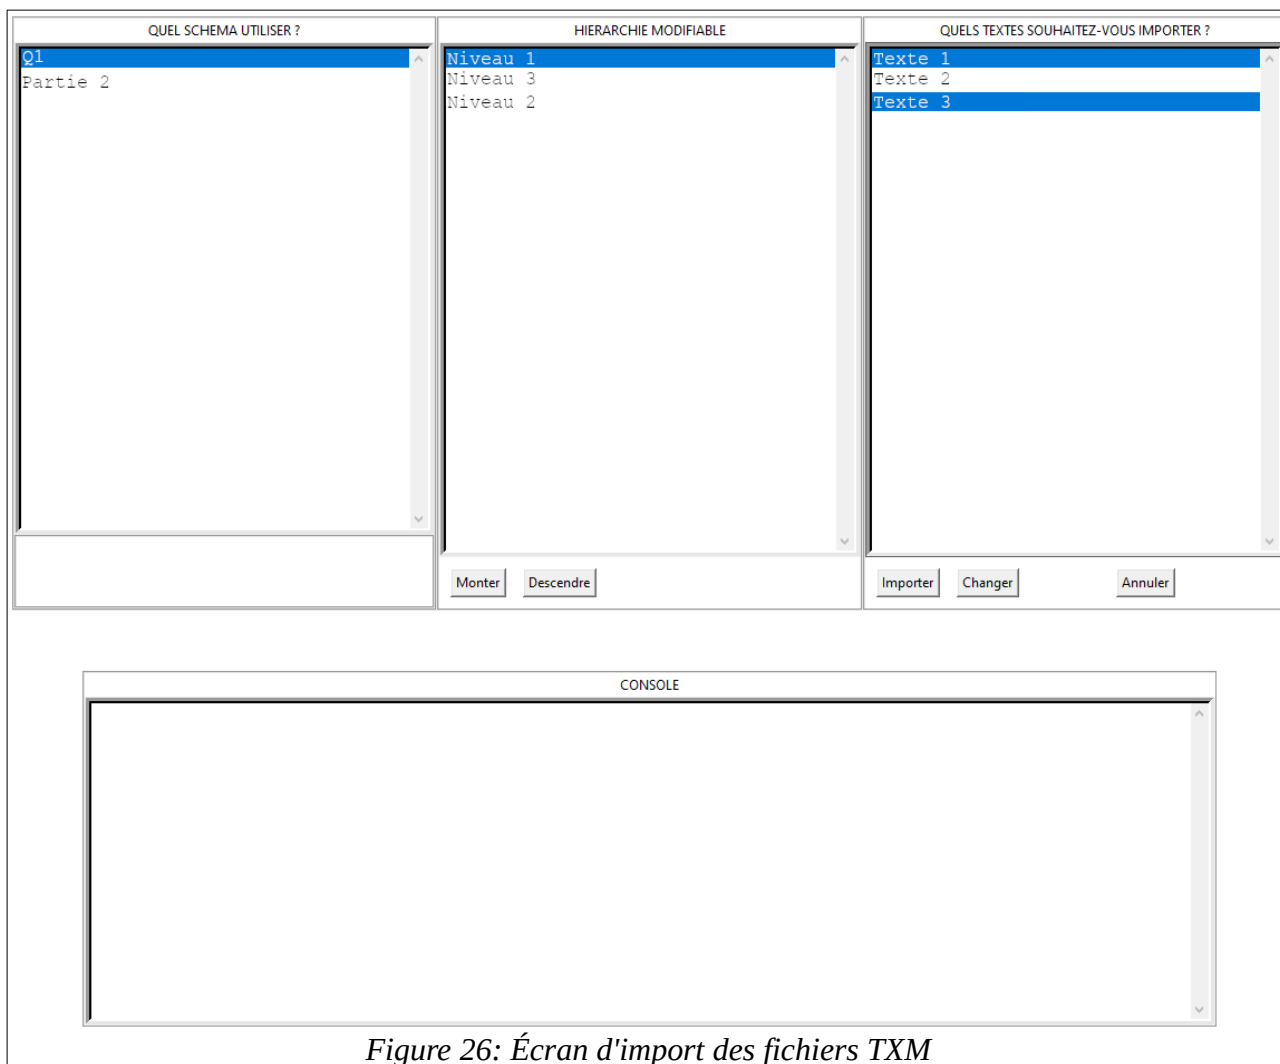 QUEL SCHEMA UTILISER ?
Q1
Partie 2
HIERARCHIE MODIFIABLE
Niveau 1
Niveau 3
Niveau 2
Monter Descendre
QUELS TEXTES SOUHAITEZ-VOUS IMPORTER ?
Texte 1
Texte 2
Texte 3
Importer Changer Annuler
CONSOLE
Figure 26: Écran d'import des fichiers TXM